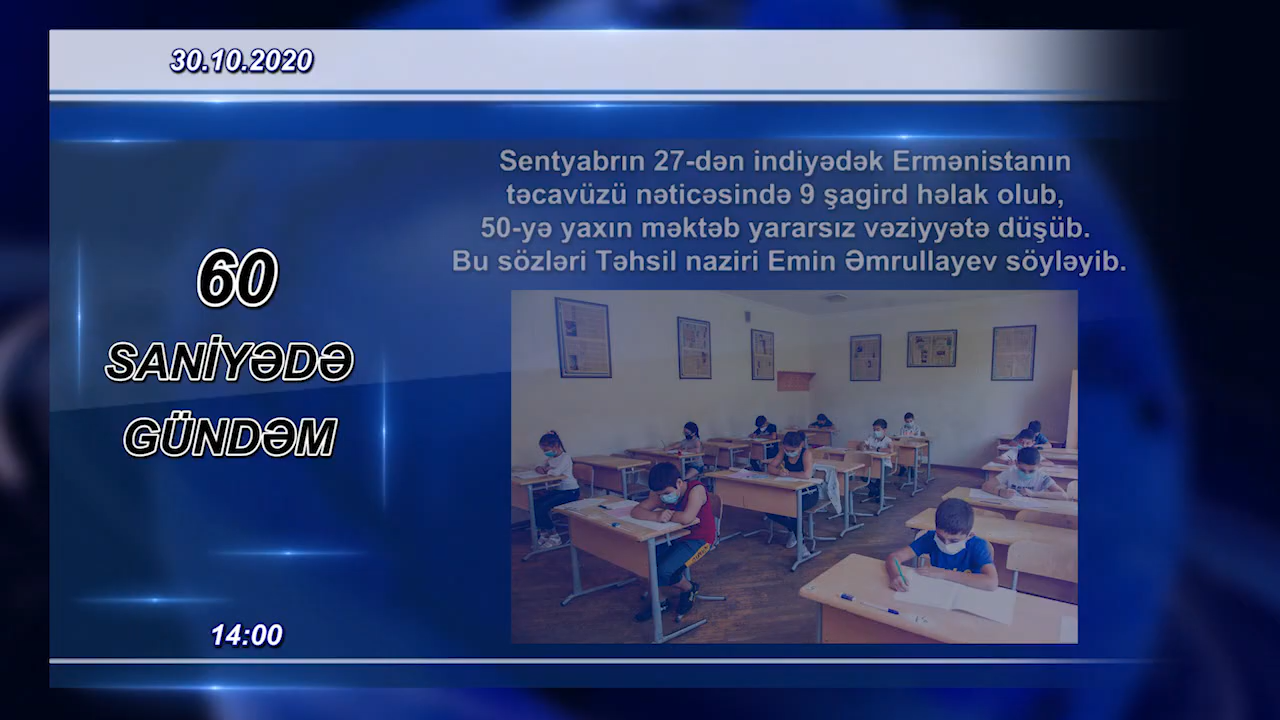 30.10.2020
60
SANİYƏDƏ
GÜNDƏM
14:00
Sentyabrın 27-dən indiyədək Ermənistanın
təcavüzü nəticəsində 9 şagird həlak olub,
50-yə yaxın məktəb yararsız vəziyyətə düşüb.
Bu sözləri Təhsil naziri Emin Əmrullayev söyləyib.